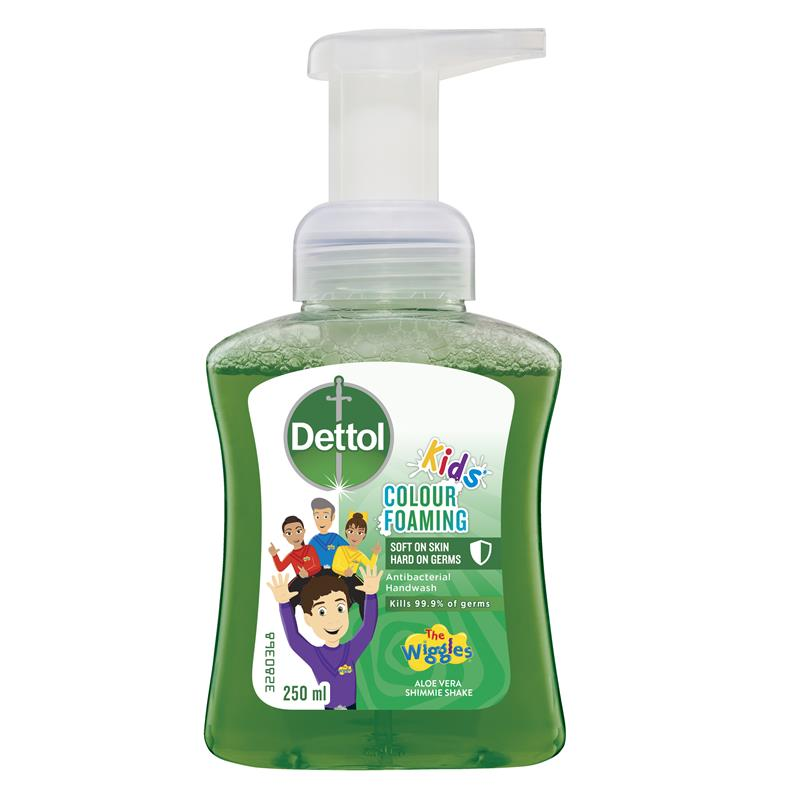 Dettol
Kids
COLOUR
FOAMING
SOFT ON SKIN
HARD ON GERMS
Antibacterial
Handwash
Kills 99.9% of germs
The
Wiggles
ALOE VERA
SHIMMIE SHAKE
250 ml
3280368